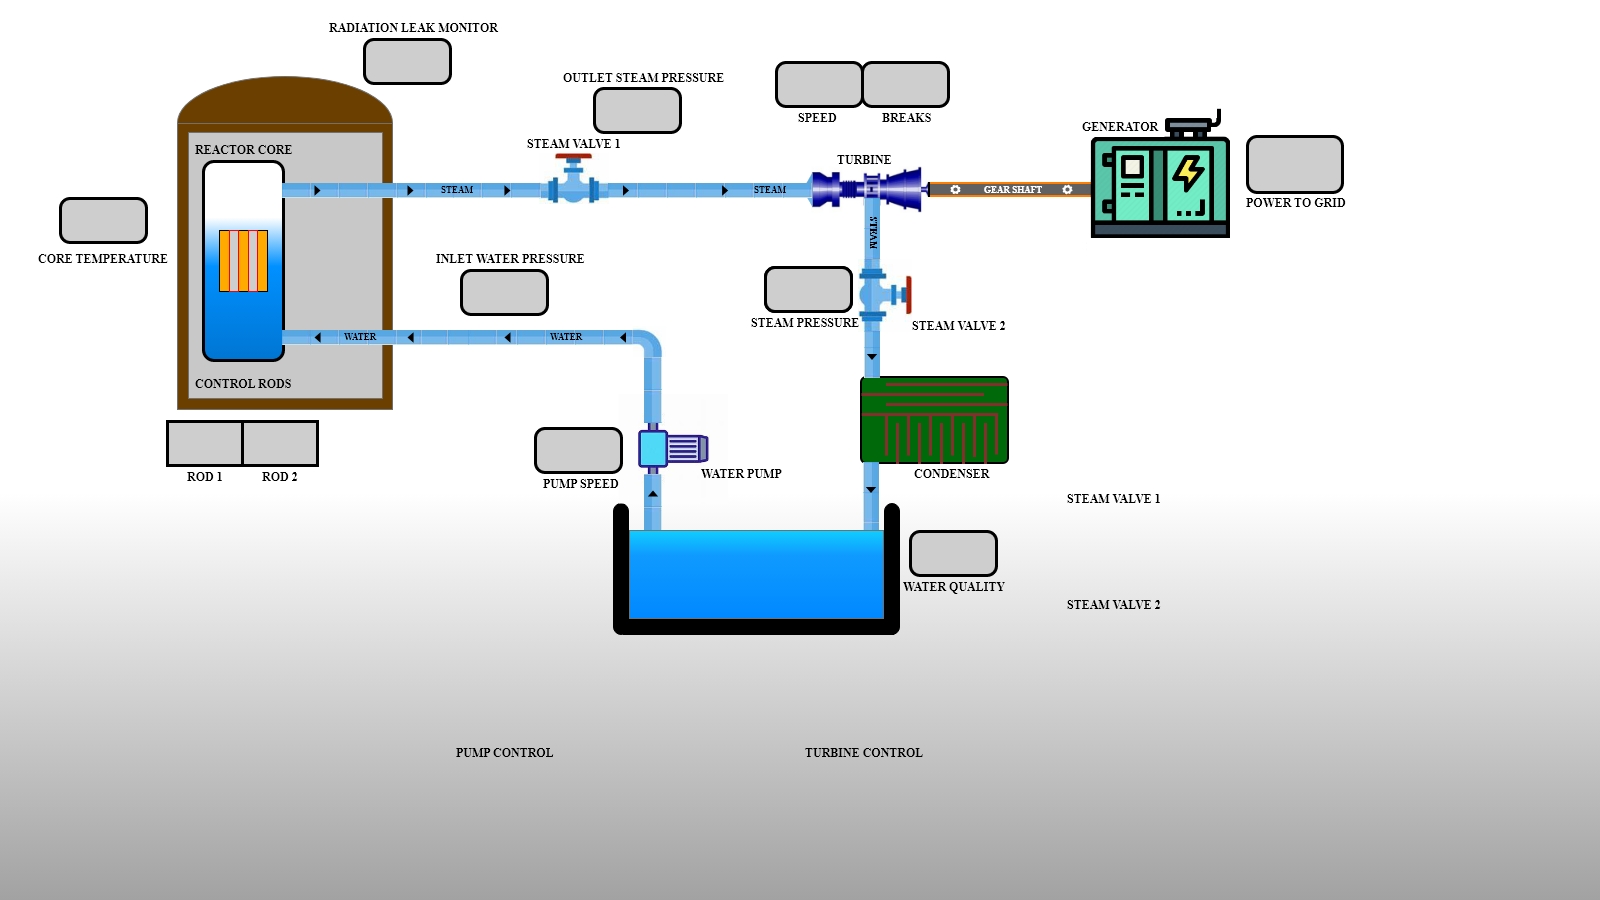 RADIATION LEAK MONITOR
OUTLET STEAM PRESSURE
SPEED
BREAKS
GENERATOR
STEAM VALVE 1
REACTOR CORE
TURBINE
STEAM
STEAM
GEAR SHAFT
POWER TO GRID
STEAM
CORE TEMPERATURE
INLET WATER PRESSURE
STEAM PRESSURE
STEAM VALVE 2
WATER
WATER
CONTROL RODS
ROD 1
ROD 2
PUMP SPEED
WATER PUMP
CONDENSER
STEAM VALVE 1
WATER QUALITY
STEAM VALVE 2
PUMP CONTROL
TURBINE CONTROL